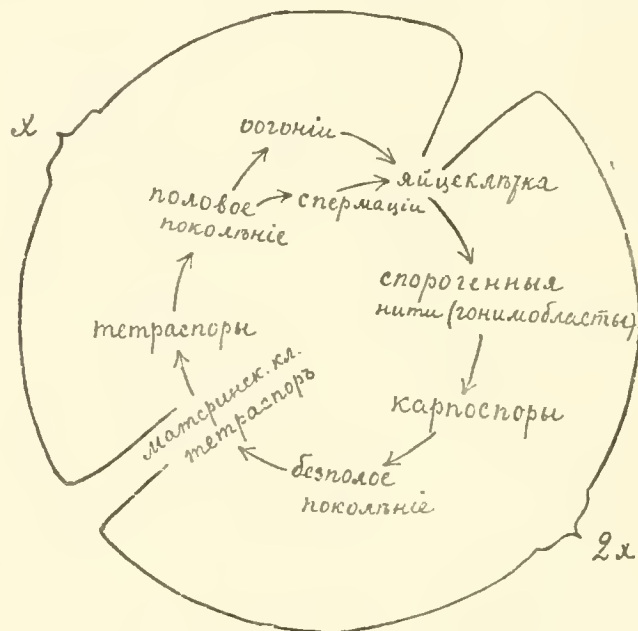 x
оогоніи
яйцеклѣтка
половое
поколѣніе
спермаціи
спорогенныя
нити (гонимобласты)
тетраспоры
материнск. кл.
тетраспоръ
карпоспоры
безполое
поколѣніе
2x